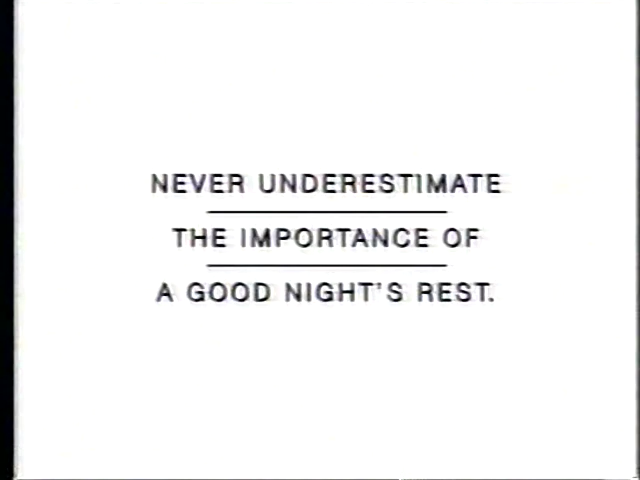 NEVER UNDERESTIMATE
THE IMPORTANCE OF
A GOOD NIGHT'S REST.